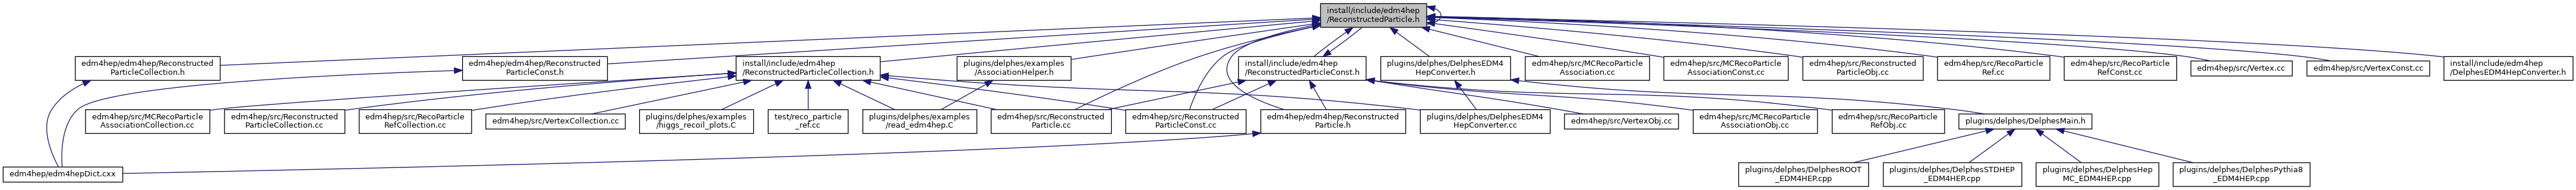 install/include/edm4hep
/ReconstructedParticle.h
edm4hep/edm4hep/Reconstructed
ParticleCollection.h
edm4hep/edm4hep/Reconstructed
ParticleConst.h
install/include/edm4hep
/ReconstructedParticleCollection.h
plugins/delphes/examples
/AssociationHelper.h
install/include/edm4hep
/ReconstructedParticleConst.h
plugins/delphes/DelphesEDM4
HepConverter.h
edm4hep/src/MCRecoParticle
Association.cc
edm4hep/src/MCRecoParticle
AssociationConst.cc
edm4hep/src/Reconstructed
ParticleObj.cc
edm4hep/src/RecoParticle
Ref.cc
edm4hep/src/RecoParticle
RefConst.cc
edm4hep/src/Vertex.cc
edm4hep/src/VertexConst.cc
install/include/edm4hep
/DelphesEDM4HepConverter.h
edm4hep/src/MCRecoParticle
AssociationCollection.cc
edm4hep/src/Reconstructed
ParticleCollection.cc
edm4hep/src/RecoParticle
RefCollection.cc
edm4hep/src/VertexCollection.cc
plugins/delphes/examples
/higgs_recoil_plots.C
test/reco_particle
_ref.cc
plugins/delphes/examples
/read_edm4hep.C
edm4hep/src/Reconstructed
Particle.cc
edm4hep/src/Reconstructed
ParticleConst.cc
edm4hep/edm4hep/Reconstructed
Particle.h
plugins/delphes/DelphesEDM4
HepConverter.cc
edm4hep/src/VertexObj.cc
edm4hep/src/MCRecoParticle
AssociationObj.cc
edm4hep/src/RecoParticle
RefObj.cc
plugins/delphes/DelphesMain.h
edm4hep/edm4hepDict.cxx
plugins/delphes/DelphesROOT
_EDM4HEP.cpp
plugins/delphes/DelphesSTDHEP
_EDM4HEP.cpp
plugins/delphes/DelphesHep
MC_EDM4HEP.cpp
plugins/delphes/DelphesPythia8
_EDM4HEP.cpp